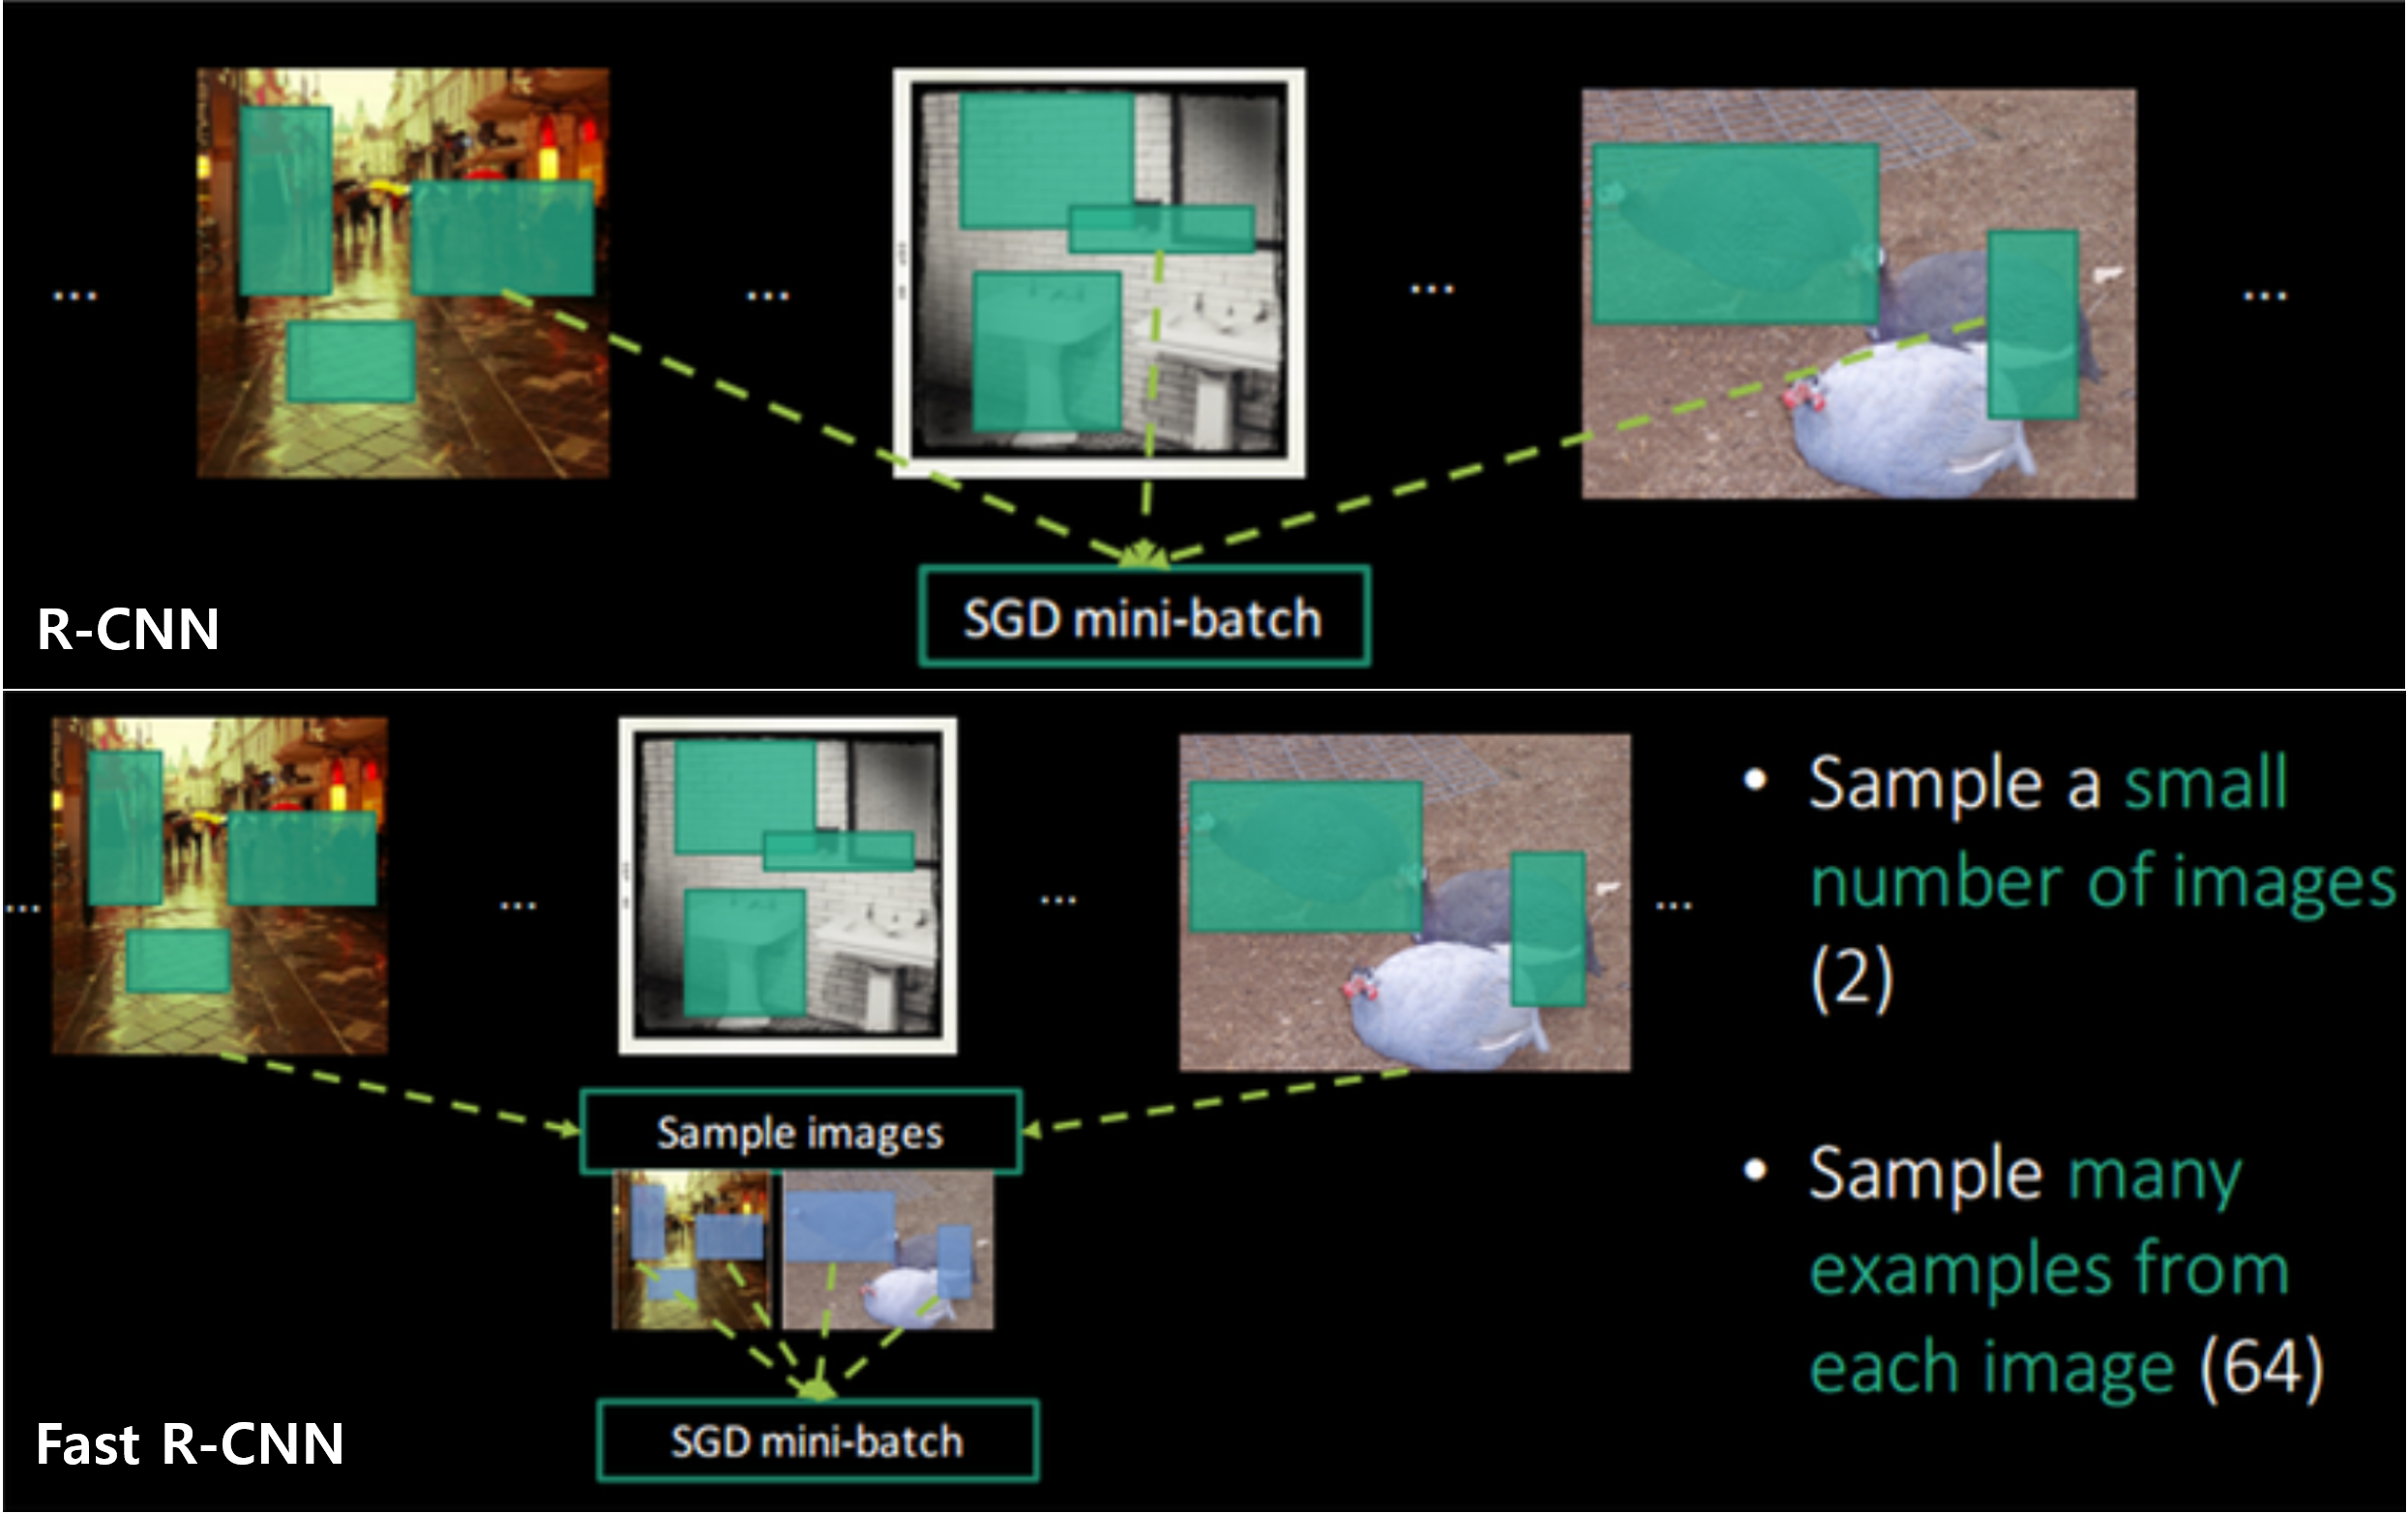 ...
...
...
...
SGD mini-batch
R-CNN
...
...
...
...
• Sample a small
number of images
(2)
Sample images
• Sample many
examples from
each image (64)
SGD mini-batch
Fast R-CNN